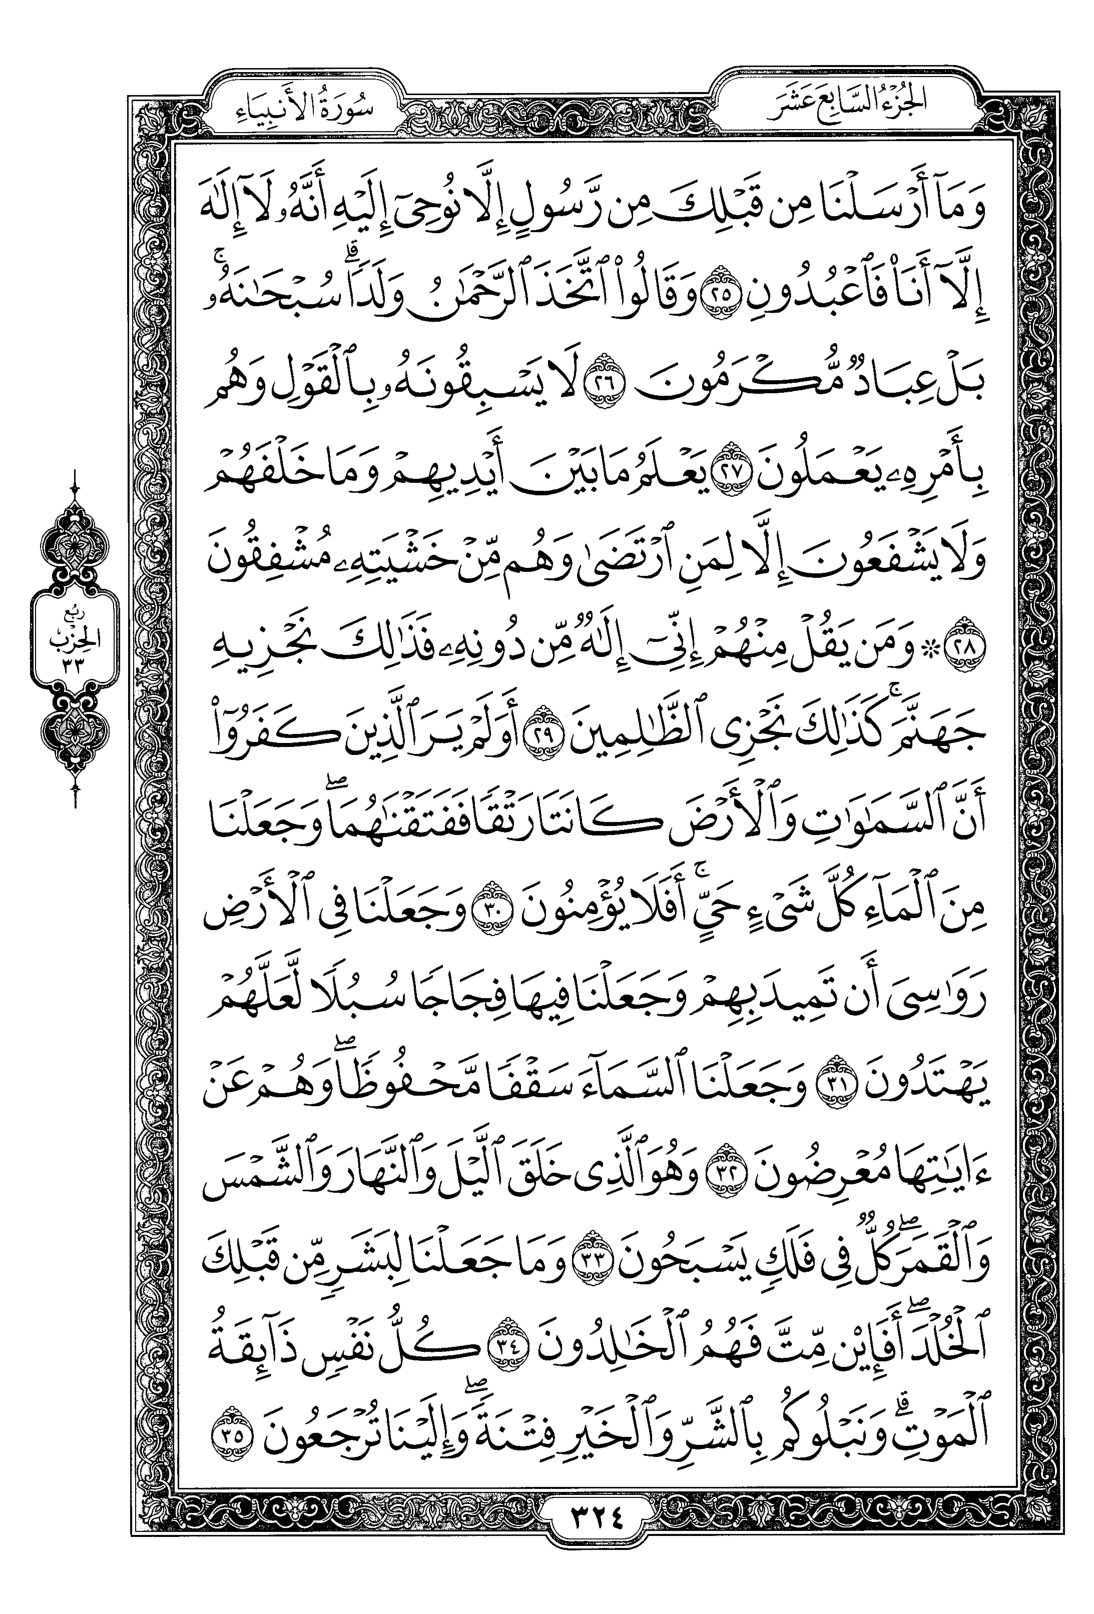 الجُزْءُ السَّابِعَ عَشَرَ
سُورَةُ الأَنبِيَاءِ
وَمَآ أَرۡسَلۡنَا مِن قَبۡلِكَ مِن رَّسُولٍ إِلَّا نُوحِيٓ إِلَيۡهِ أَنَّهُۥ لَآ إِلَٰهَ
إِلَّآ أَنَا۠ فَٱعۡبُدُونِ ٢٥ وَقَالُواْ ٱتَّخَذَ ٱلرَّحۡمَٰنُ وَلَدٗاۗ سُبۡحَٰنَهُۥۚ
بَلۡ عِبَادٞ مُّكۡرَمُونَ ٢٦ لَا يَسۡبِقُونَهُۥ بِٱلۡقَوۡلِ وَهُم
بِأَمۡرِهِۦ يَعۡمَلُونَ ٢٧ يَعۡلَمُ مَا بَيۡنَ أَيۡدِيهِمۡ وَمَا خَلۡفَهُمۡ
وَلَا يَشۡفَعُونَ إِلَّا لِمَنِ ٱرۡتَضَىٰ وَهُم مِّنۡ خَشۡيَتِهِۦ مُشۡفِقُونَ
٢٨ ۞ وَمَن يَقُلۡ مِنۡهُمۡ إِنِّيٓ إِلَٰهٞ مِّن دُونِهِۦ فَذَٰلِكَ نَجۡزِيهِ
جَهَنَّمَۚ كَذَٰلِكَ نَجۡزِي ٱلظَّٰلِمِينَ ٢٩ أَوَلَمۡ يَرَ ٱلَّذِينَ كَفَرُوٓاْ
أَنَّ ٱلسَّمَٰوَٰتِ وَٱلۡأَرۡضَ كَانَتَا رَتۡقٗا فَفَتَقۡنَٰهُمَاۖ وَجَعَلۡنَا
مِنَ ٱلۡمَآءِ كُلَّ شَيۡءٍ حَيٍّۚ أَفَلَا يُؤۡمِنُونَ ٣٠ وَجَعَلۡنَا فِي ٱلۡأَرۡضِ
رَوَٰسِيَ أَن تَمِيدَ بِهِمۡ وَجَعَلۡنَا فِيهَا فِجَاجٗا سُبُلٗا لَّعَلَّهُمۡ
يَهۡتَدُونَ ٣١ وَجَعَلۡنَا ٱلسَّمَآءَ سَقۡفٗا مَّحۡفُوظٗاۖ وَهُمۡ عَنۡ
ءَايَٰتِهَا مُعۡرِضُونَ ٣٢ وَهُوَ ٱلَّذِي خَلَقَ ٱلَّيۡلَ وَٱلنَّهَارَ وَٱلشَّمۡسَ
وَٱلۡقَمَرَۖ كُلّٞ فِي فَلَكٖ يَسۡبَحُونَ ٣٣ وَمَا جَعَلۡنَا لِبَشَرٖ مِّن قَبۡلِكَ
ٱلۡخُلۡدَۖ أَفَإِيْن مِّتَّ فَهُمُ ٱلۡخَٰلِدُونَ ٣٤ كُلُّ نَفۡسٖ ذَآئِقَةُ
ٱلۡمَوۡتِۗ وَنَبۡلُوكُم بِٱلشَّرِّ وَٱلۡخَيۡرِ فِتۡنَةٗۖ وَإِلَيۡنَا تُرۡجَعُونَ ٣٥
رُبْع
الحِزْب
٣٣
٣٢٤